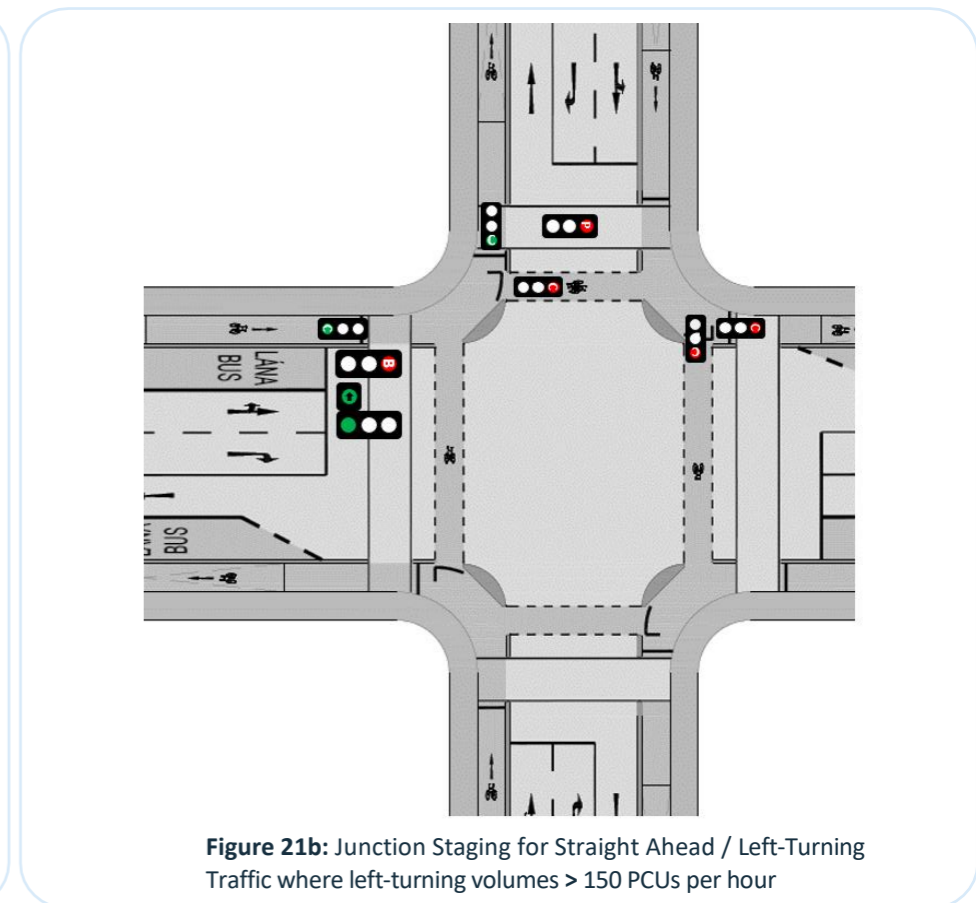 P
C
C
C
C
LÁNA
BUS
B
BUS
Figure 21b: Junction Staging for Straight Ahead / Left-Turning
Traffic where left-turning volumes > 150 PCUs per hour